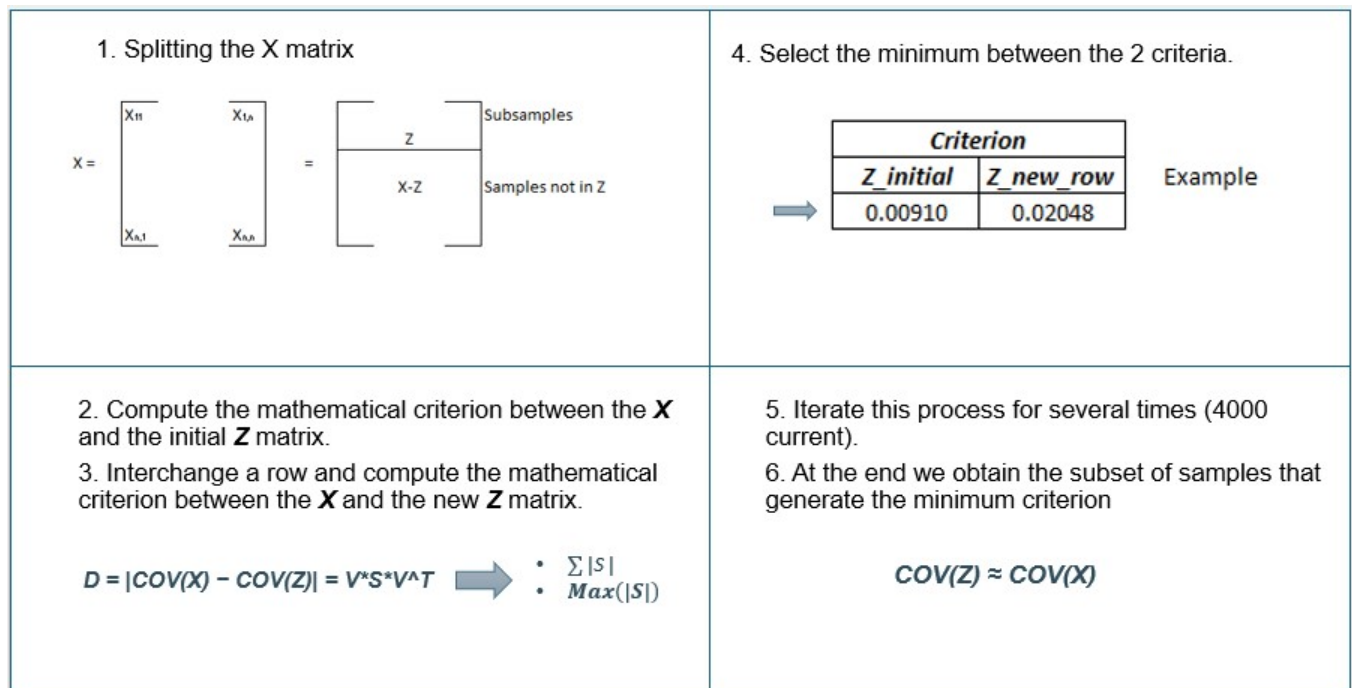 1. Splitting the X matrix
X11 X1,n
X =
=
Xn,1 Xn,n
Z
X-Z
Subsamples
Samples not in Z
2. Compute the mathematical criterion between the X
and the initial Z matrix.
3. Interchange a row and compute the mathematical
criterion between the X and the new Z matrix.
D = |COV(X) − COV(Z)| = V*S*V^T
• ∑|S|
• Max(|S|)
4. Select the minimum between the 2 criteria.
Criterion
Z_initial Z_new_row
0.00910 0.02048
Example
5. Iterate this process for several times (4000
current).
6. At the end we obtain the subset of samples that
generate the minimum criterion
COV(Z) ≈ COV(X)